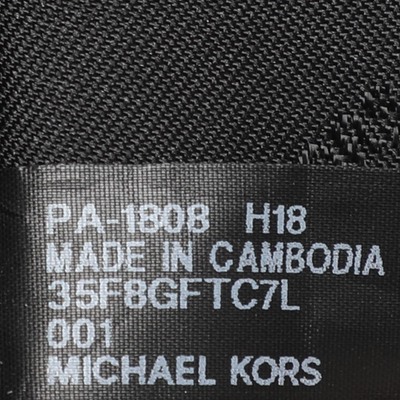 PA-1808 H18
MADE IN CAMBODIA
35F8GFTC7L
001
MICHAEL KORS